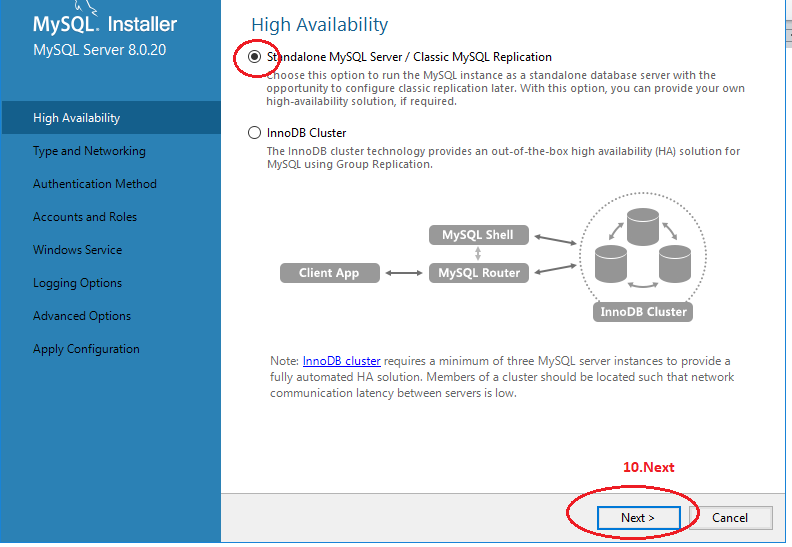 MySQL. Installer
MySQL Server 8.0.20
High Availability
Type and Networking
Authentication Method
Accounts and Roles
Windows Service
Logging Options
Advanced Options
Apply Configuration
High Availability
Standalone MySQL Server / Classic MySQL Replication
Choose this option to run the MySQL instance as a standalone database server with the
opportunity to configure classic replication later. With this option, you can provide your own
high-availability solution, if required.
InnoDB Cluster
The InnoDB cluster technology provides an out-of-the-box high availability (HA) solution for
MySQL using Group Replication.
MySQL Shell
Client App
MySQL Router
InnoDB Cluster
Note: InnoDB cluster requires a minimum of three MySQL server instances to provide a
fully automated HA solution. Members of a cluster should be located such that network
communication latency between servers is low.
10.Next
Next >
Cancel